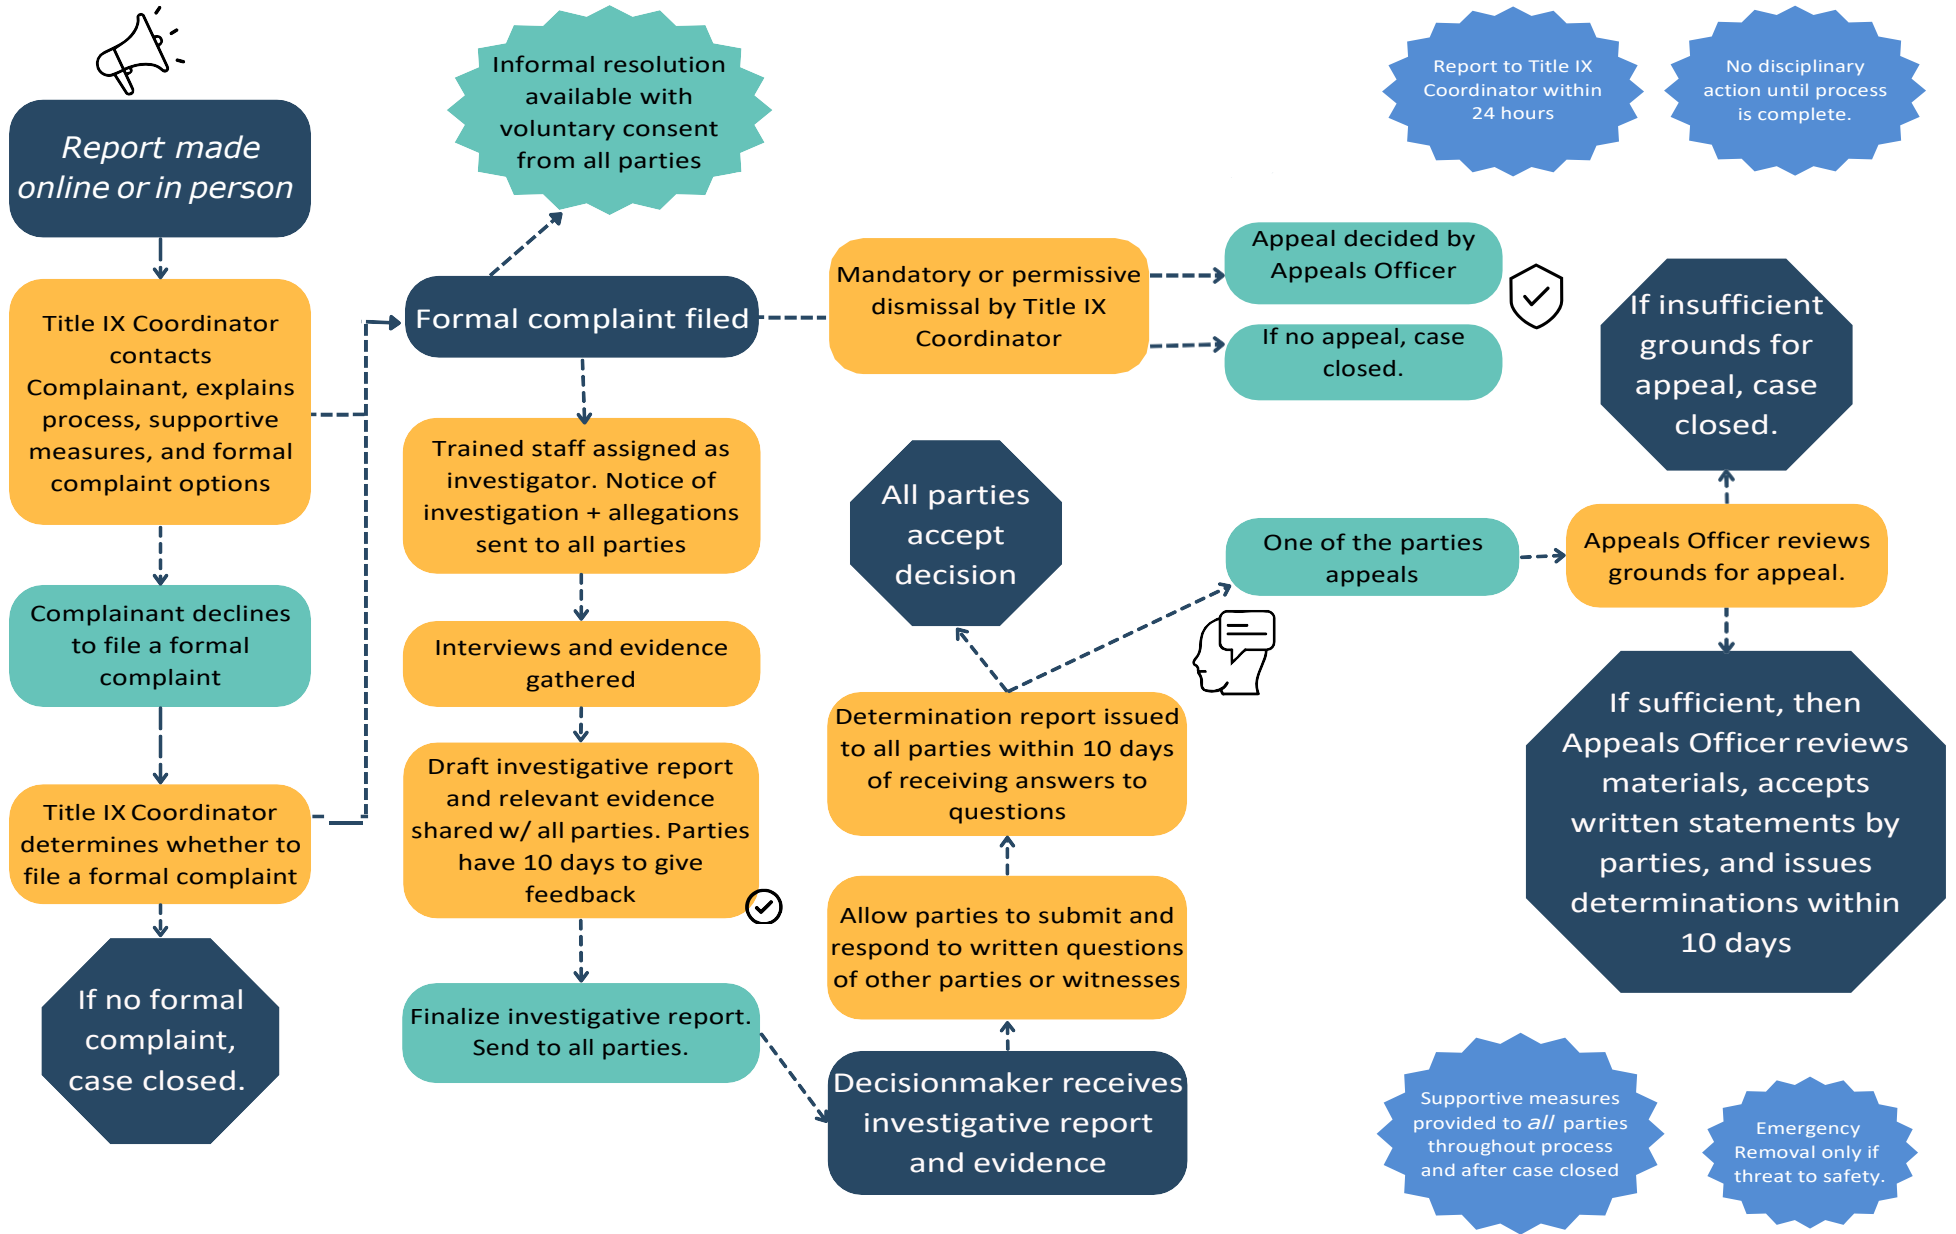 Report made
online or in person
Title IX Coordinator
contacts
Complainant, explains
process, supportive
measures, and formal
complaint options
Complainant declines
to file a formal
complaint
Title IX Coordinator
determines whether to
file a formal complaint
If no formal
complaint,
case closed.
Informal resolution
available with
voluntary consent
from all parties
Formal complaint filed
Trained staff assigned as
investigator. Notice of
investigation + allegations
sent to all parties
Interviews and evidence
gathered
Draft investigative report
and relevant evidence
shared w/ all parties. Parties
have 10 days to give
feedback
Finalize investigative report.
Send to all parties.
Mandatory or permissive
dismissal by Title IX
Coordinator
Appeal decided by
Appeals Officer
If no appeal, case
closed.
Decisionmaker receives
investigative report
and evidence
Allow parties to submit and
respond to written questions
of other parties or witnesses
Determination report issued
to all parties within 10 days
of receiving answers to
questions
All parties
accept
decision
One of the parties
appeals
Appeals Officer reviews
grounds for appeal.
If insufficient
grounds for
appeal, case
closed.
If sufficient, then
Appeals Officer reviews
materials, accepts
written statements by
parties, and issues
determinations within
10 days
Report to Title IX
Coordinator within
24 hours
No disciplinary
action until process
is complete.
Supportive measures
provided to all parties
throughout process
and after case closed
Emergency
Removal only if
threat to safety.